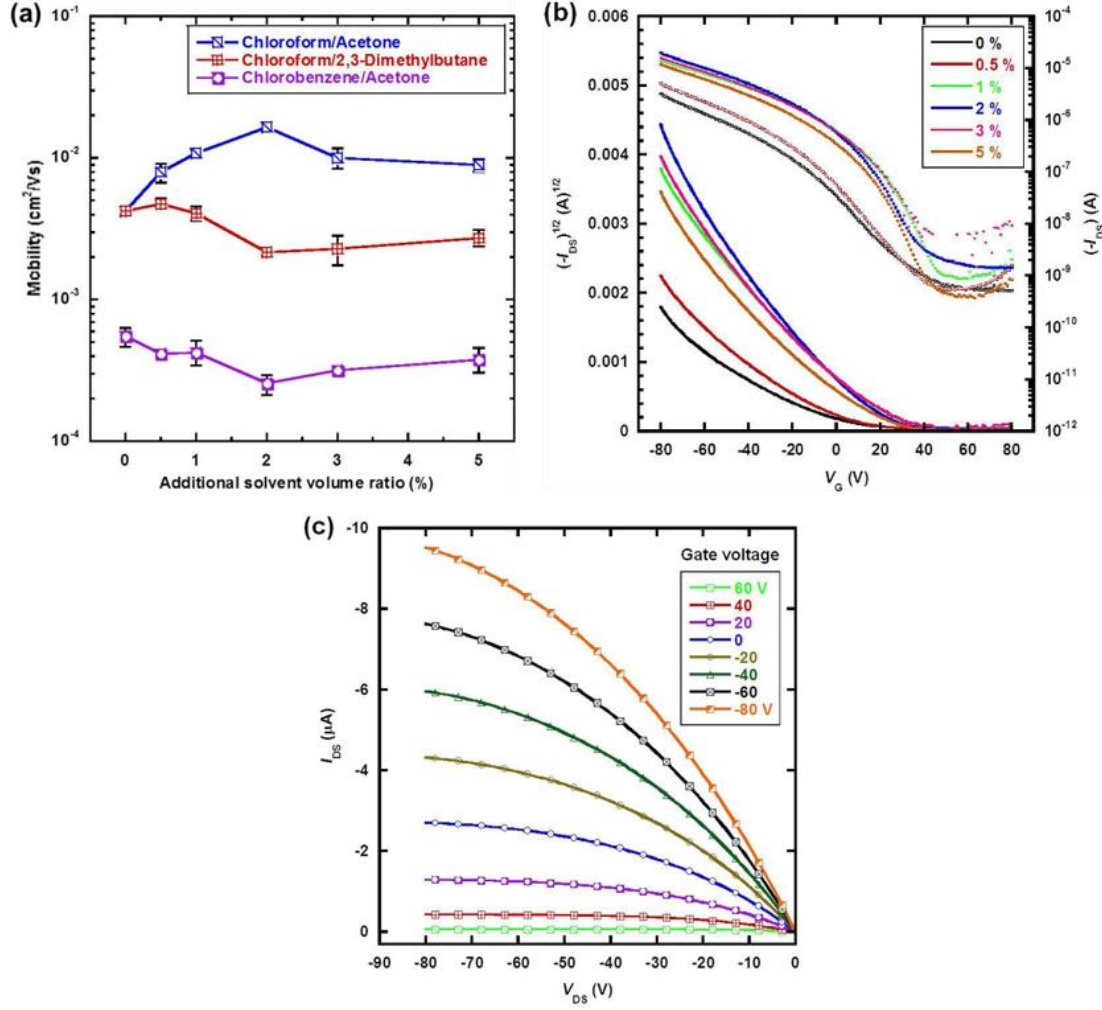 (a)
10-1
10-2
10-3
10-4
Mobility (cm2/Vs)
Chloroform/Acetone
Chloroform/2,3-Dimethylbutane
Chlorobenzene/Acetone
0 1 2 3 4 5
Additional solvent volume ratio (%)
(b)
0.006
0.005
0.004
0.003
0.002
0.001
0
(-IDS)1/2 (A)1/2
0 %
0.5 %
1 %
2 %
3 %
5 %
10-4
10-5
10-6
10-7
10-8
10-9
10-10
10-11
10-12
(-IDS) (A)
-80 -60 -40 -20 0 20 40 60 80
VG (V)
(c)
-10
-8
-6
-4
-2
0
IDS (μA)
Gate voltage
60 V
40
20
0
-20
-40
-60
-80 V
-90 -80 -70 -60 -50 -40 -30 -20 -10 0
VDS (V)